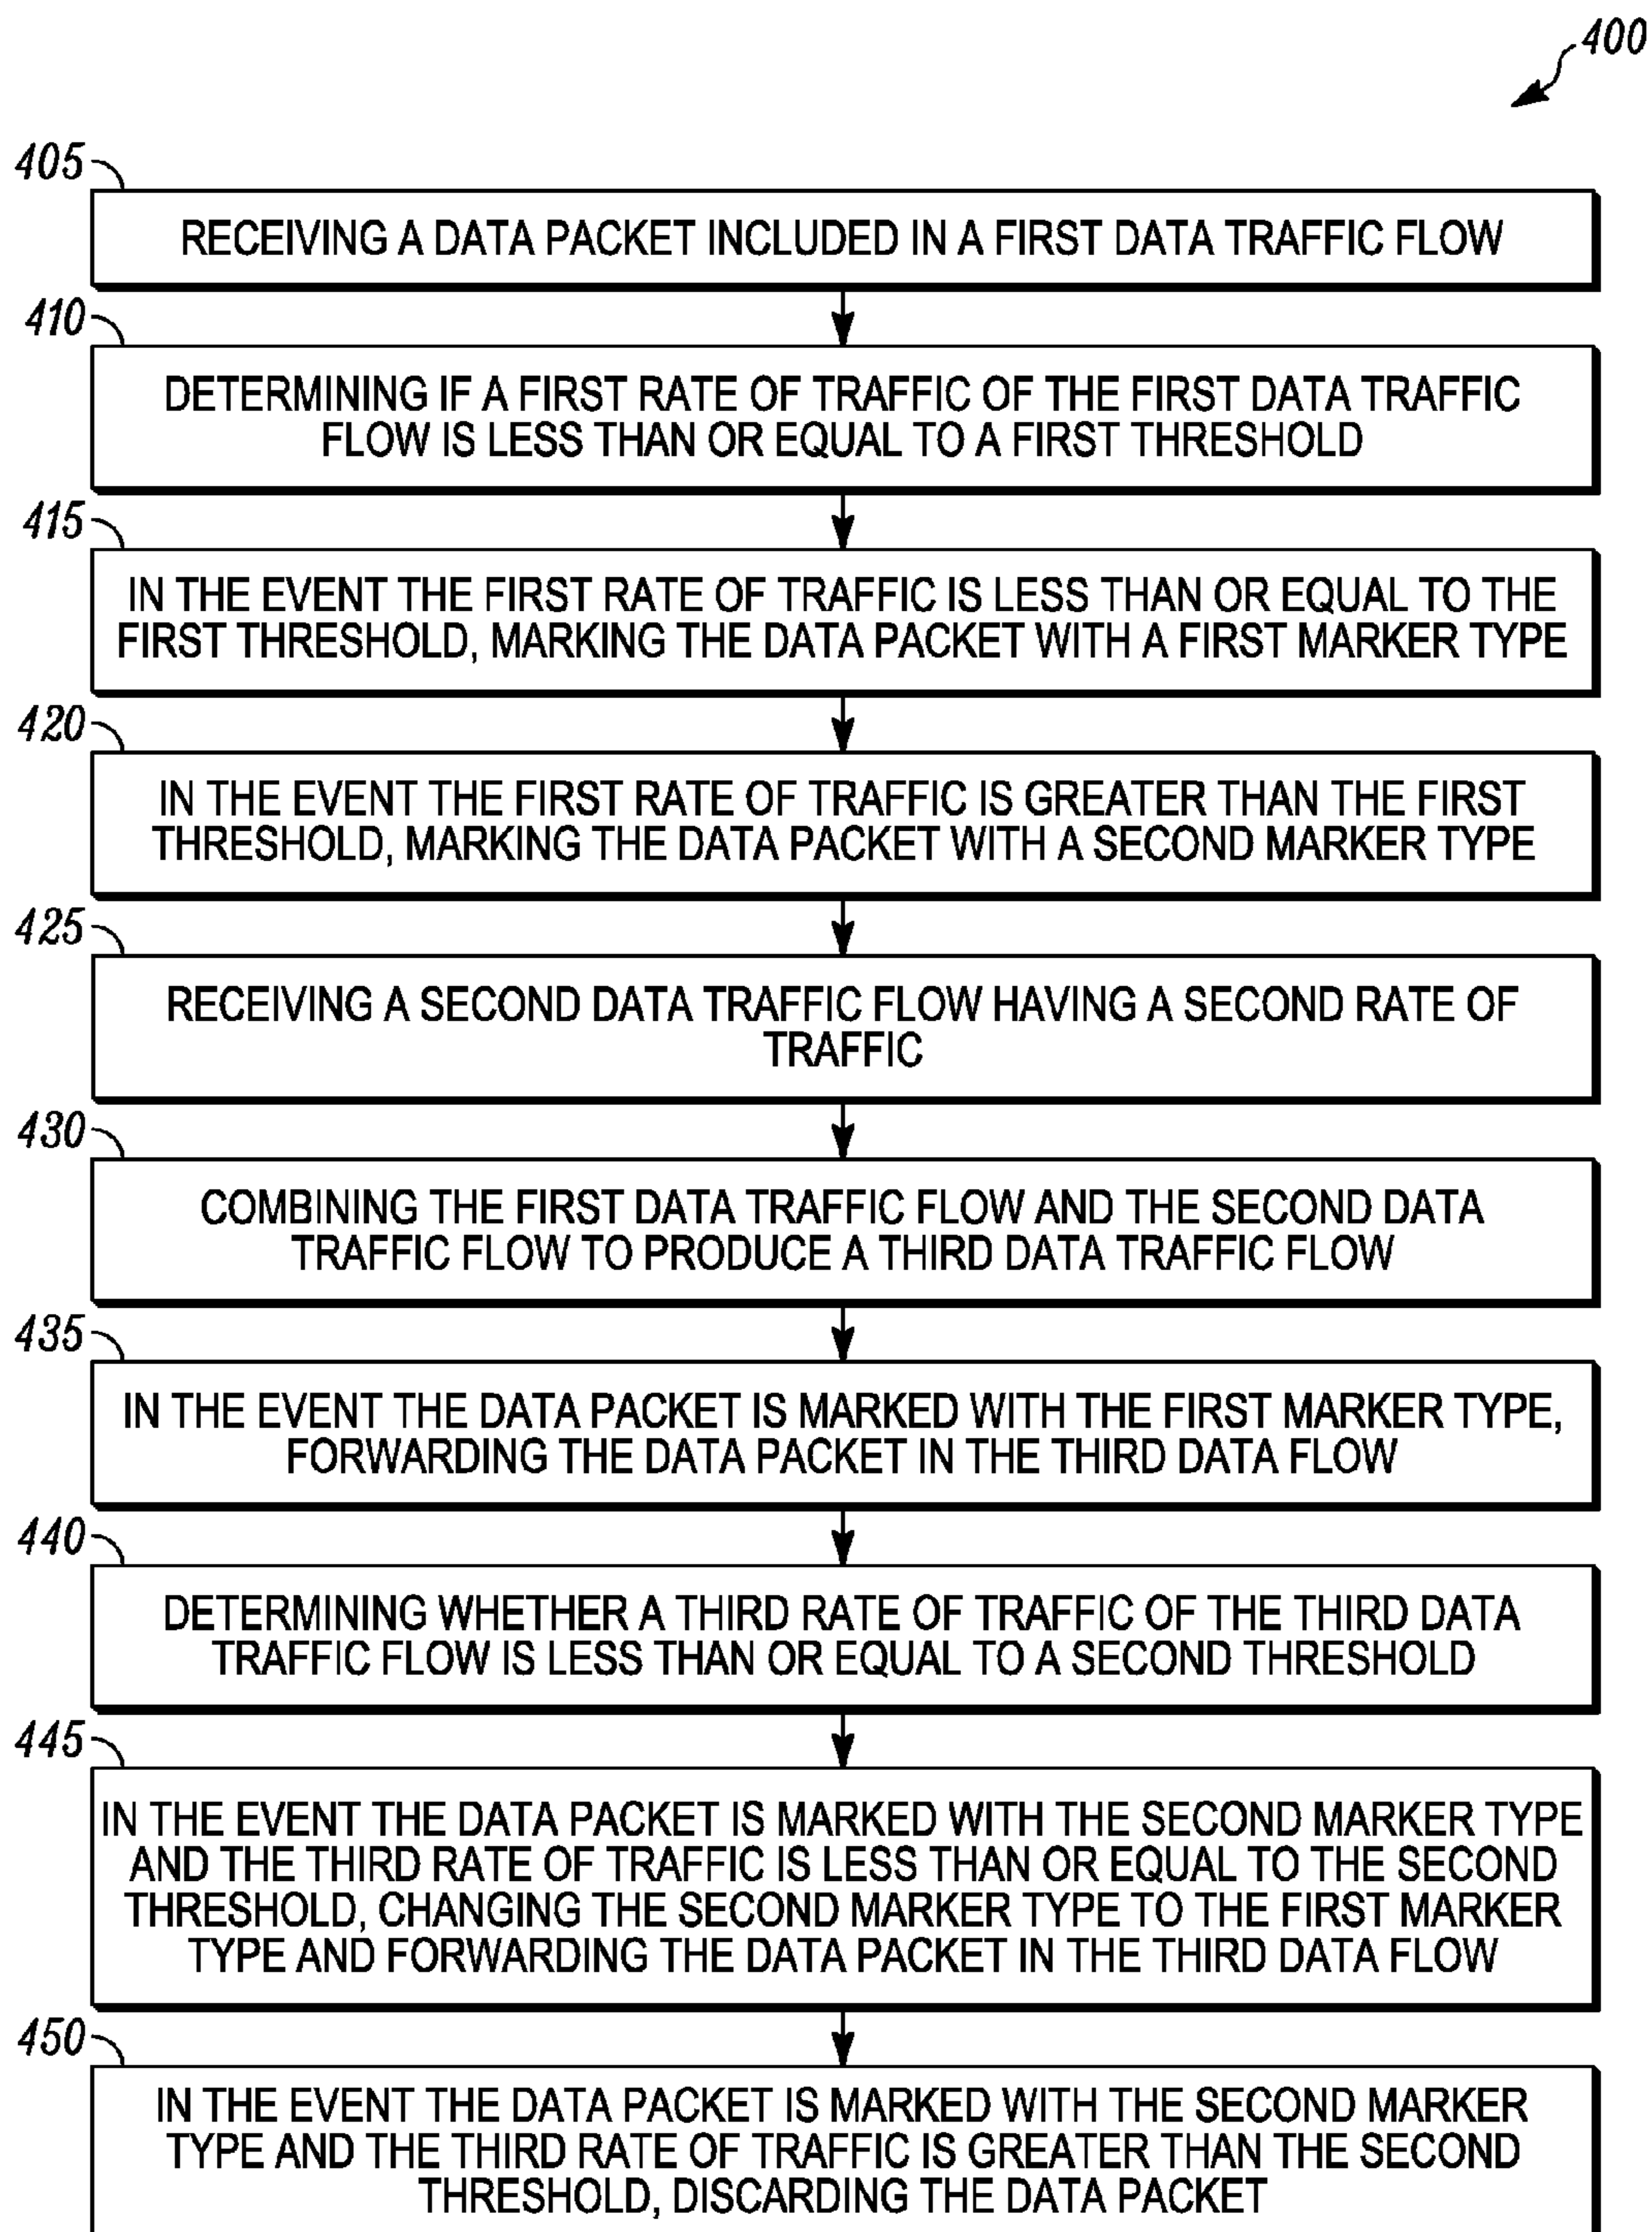 400
405
RECEIVING A DATA PACKET INCLUDED IN A FIRST DATA TRAFFIC FLOW
410
DETERMINING IF A FIRST RATE OF TRAFFIC OF THE FIRST DATA TRAFFIC
FLOW IS LESS THAN OR EQUAL TO A FIRST THRESHOLD
415
IN THE EVENT THE FIRST RATE OF TRAFFIC IS LESS THAN OR EQUAL TO THE
FIRST THRESHOLD, MARKING THE DATA PACKET WITH A FIRST MARKER TYPE
420
IN THE EVENT THE FIRST RATE OF TRAFFIC IS GREATER THAN THE FIRST
THRESHOLD, MARKING THE DATA PACKET WITH A SECOND MARKER TYPE
425
RECEIVING A SECOND DATA TRAFFIC FLOW HAVING A SECOND RATE OF
TRAFFIC
430
COMBINING THE FIRST DATA TRAFFIC FLOW AND THE SECOND DATA
TRAFFIC FLOW TO PRODUCE A THIRD DATA TRAFFIC FLOW
435
IN THE EVENT THE DATA PACKET IS MARKED WITH THE FIRST MARKER TYPE,
FORWARDING THE DATA PACKET IN THE THIRD DATA FLOW
440
DETERMINING WHETHER A THIRD RATE OF TRAFFIC OF THE THIRD DATA
TRAFFIC FLOW IS LESS THAN OR EQUAL TO A SECOND THRESHOLD
445
IN THE EVENT THE DATA PACKET IS MARKED WITH THE SECOND MARKER TYPE
AND THE THIRD RATE OF TRAFFIC IS LESS THAN OR EQUAL TO THE SECOND
THRESHOLD, CHANGING THE SECOND MARKER TYPE TO THE FIRST MARKER
TYPE AND FORWARDING THE DATA PACKET IN THE THIRD DATA FLOW
450
IN THE EVENT THE DATA PACKET IS MARKED WITH THE SECOND MARKER
TYPE AND THE THIRD RATE OF TRAFFIC IS GREATER THAN THE SECOND
THRESHOLD, DISCARDING THE DATA PACKET